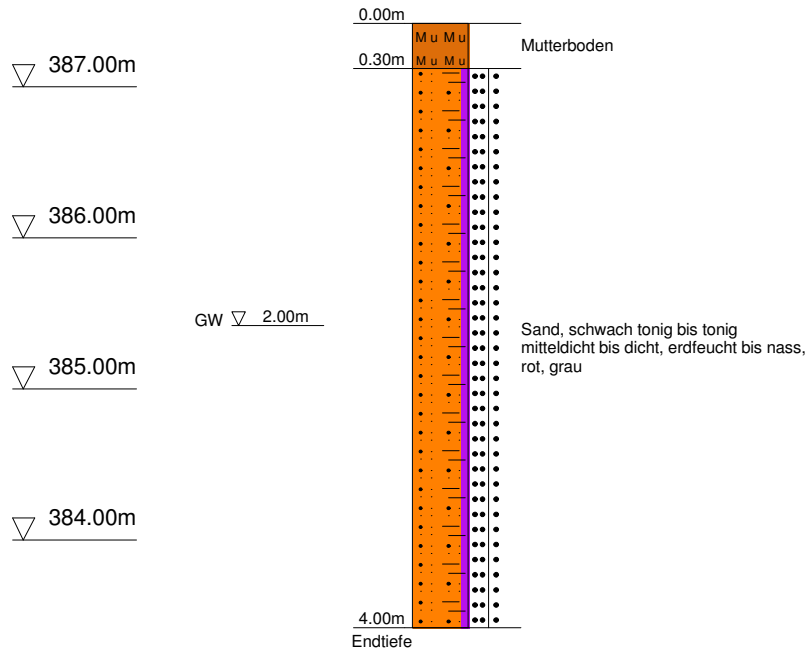 0.00m
Mu Mu
Mutterboden
Mu Mu
0.30m
387.00m
386.00m
GW 2.00m
Sand, schwach tonig bis tonig
mitteldicht bis dicht, erdfeucht bis nass,
rot, grau
385.00m
384.00m
4.00m
Endtiefe